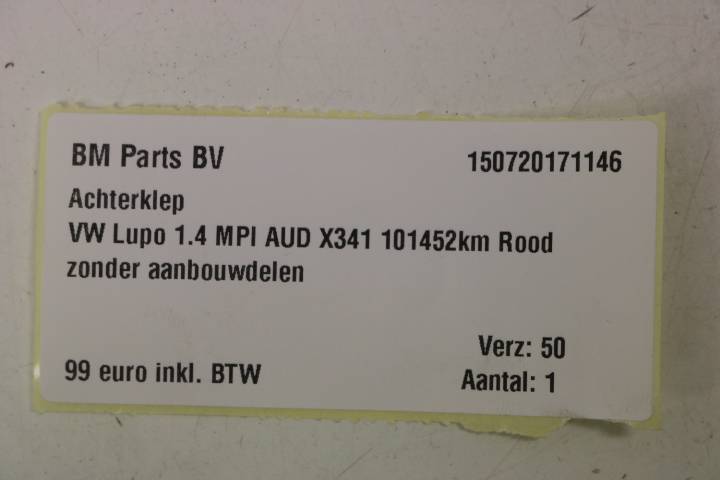 BM Parts BV 150720171146
Achterklep
VW Lupo 1.4 MPI AUD X341 101452km Rood
zonder aanbouwdelen
Verz: 50
99 euro inkl. BTW Aantal: 1